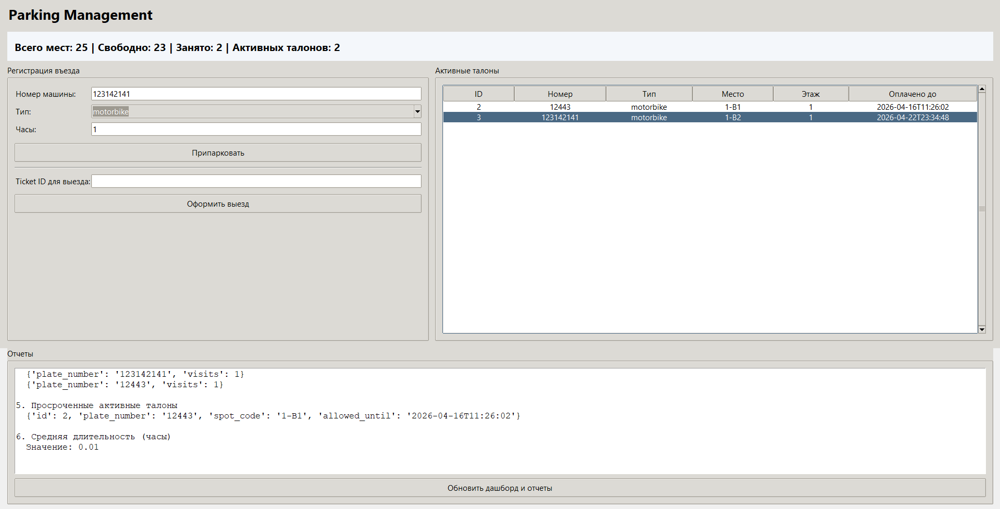 Parking Management
Всего мест: 25 | Свободно: 23 | Занято: 2 | Активных талонов: 2
Регистрация въезда
Номер машины: 123142141
Тип: motorbike
Часы: 1
Припарковать
Ticket ID для выезда:
Оформить выезд
Активные талоны
ID Номер Тип Место Этаж Оплачено до
2 12443 motorbike 1-B1 1 2026-04-16T11:26:02
3 123142141 motorbike 1-B2 1 2026-04-22T23:34:48
Отчеты
{'plate_number': '123142141', 'visits': 1}
{'plate_number': '12443', 'visits': 1}
5. Просроченные активные талоны
{'id': 2, 'plate_number': '12443', 'spot_code': '1-B1', 'allowed_until': '2026-04-16T11:26:02'}
6. Средняя длительность (часы)
Значение: 0.01
Обновить дашборд и отчеты